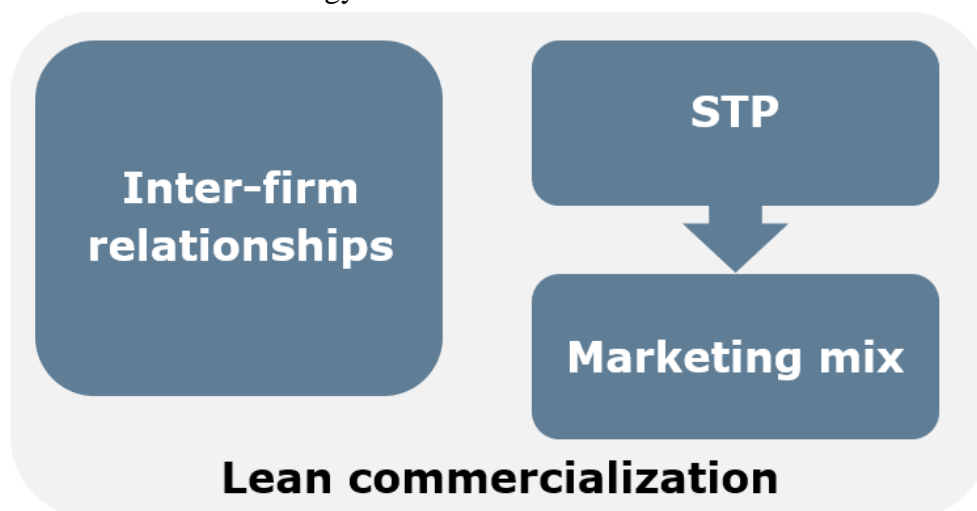 Inter-firm
relationships
STP
Marketing mix
Lean commercialization